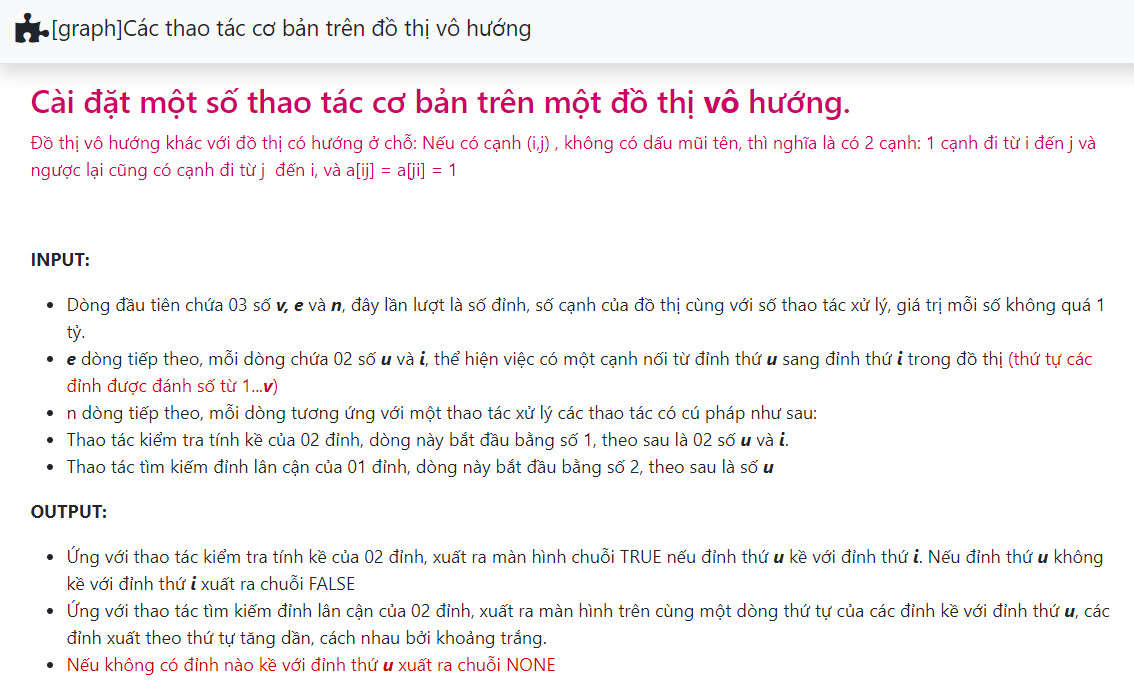 [graph]Các thao tác cơ bản trên đồ thị vô hướng
Cài đặt một số thao tác cơ bản trên một đồ thị vô hướng.
Đồ thị vô hướng khác với đồ thị có hướng ở chỗ: Nếu có cạnh (i,j) , không có dấu mũi tên, thì nghĩa là có 2 cạnh: 1 cạnh đi từ i đến j và
ngược lại cũng có cạnh đi từ j đến i, và a[ij] = a[ji] = 1
INPUT:
• Dòng đầu tiên chứa 03 số v, e và n, đây lần lượt là số đỉnh, số cạnh của đồ thị cùng với số thao tác xử lý, giá trị mỗi số không quá 1
tỷ.
• e dòng tiếp theo, mỗi dòng chứa 02 số u và i, thể hiện việc có một cạnh nối từ đỉnh thứ u sang đỉnh thứ i trong đồ thị (thứ tự các
đỉnh được đánh số từ 1...v)
• n dòng tiếp theo, mỗi dòng tương ứng với một thao tác xử lý các thao tác có cú pháp như sau:
• Thao tác kiểm tra tính kề của 02 đỉnh, dòng này bắt đầu bằng số 1, theo sau là 02 số u và i.
• Thao tác tìm kiếm đỉnh lân cận của 01 đỉnh, dòng này bắt đầu bằng số 2, theo sau là số u
OUTPUT:
• Ứng với thao tác kiểm tra tính kề của 02 đỉnh, xuất ra màn hình chuỗi TRUE nếu đỉnh thứ u kề với đỉnh thứ i. Nếu đỉnh thứ u không
kề với đỉnh thứ i xuất ra chuỗi FALSE
• Ứng với thao tác tìm kiếm đỉnh lân cận của 02 đỉnh, xuất ra màn hình trên cùng một dòng thứ tự của các đỉnh kề với đỉnh thứ u, các
đỉnh xuất theo thứ tự tăng dần, cách nhau bởi khoảng trắng.
• Nếu không có đỉnh nào kề với đỉnh thứ u xuất ra chuỗi NONE